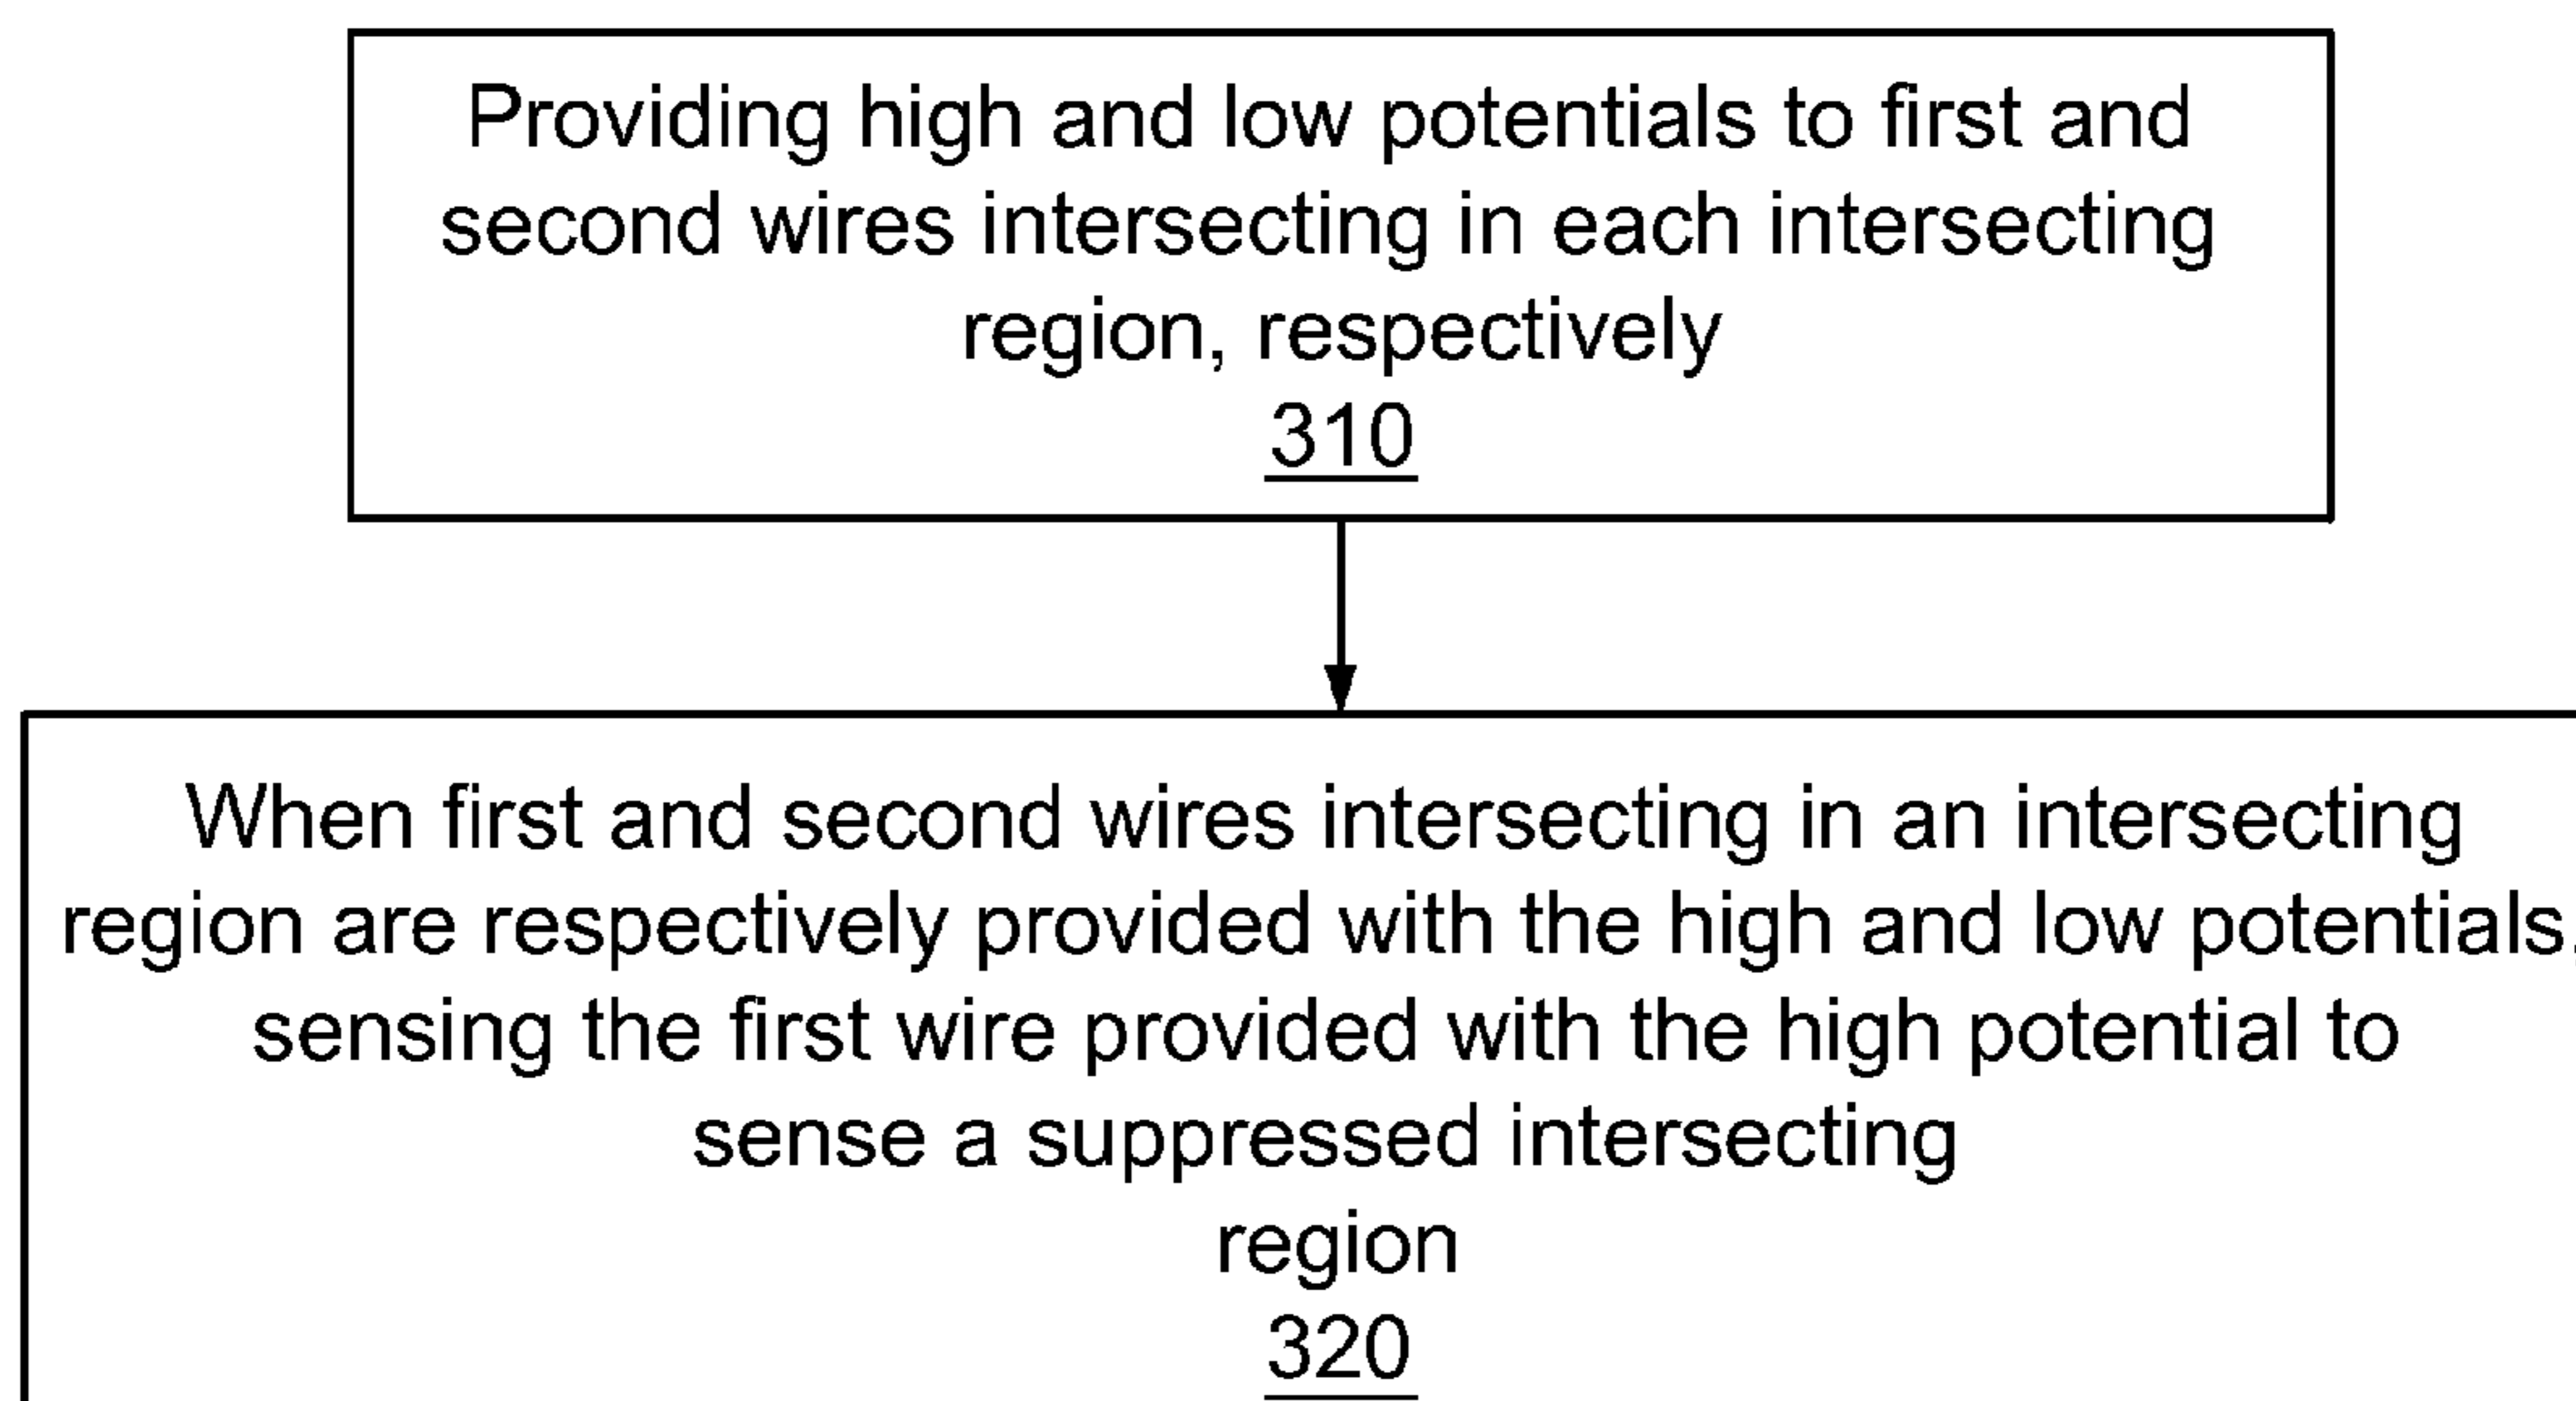 Providing high and low potentials to first and
second wires intersecting in each intersecting
region, respectively
310
When first and second wires intersecting in an intersecting
region are respectively provided with the high and low potentials,
sensing the first wire provided with the high potential to
sense a suppressed intersecting
region
320